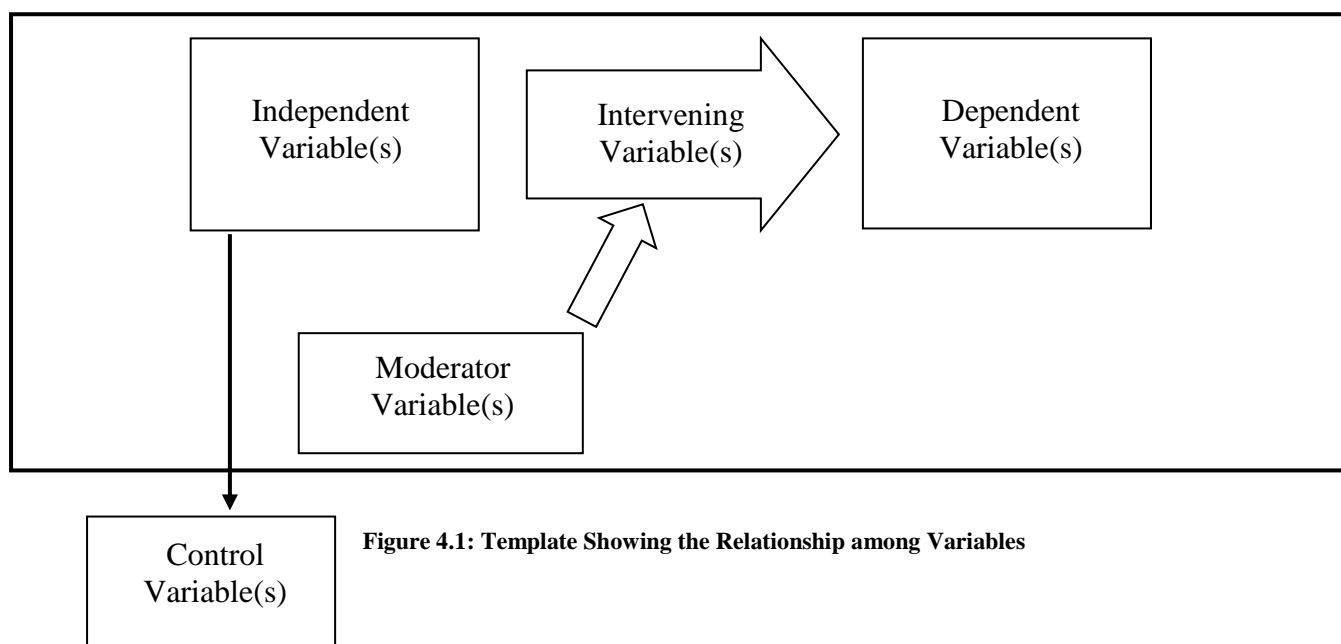 Independent
Variable(s)
Intervening
Variable(s)
Dependent
Variable(s)
Moderator
Variable(s)
Control
Variable(s)
Figure 4.1: Template Showing the Relationship among Variables